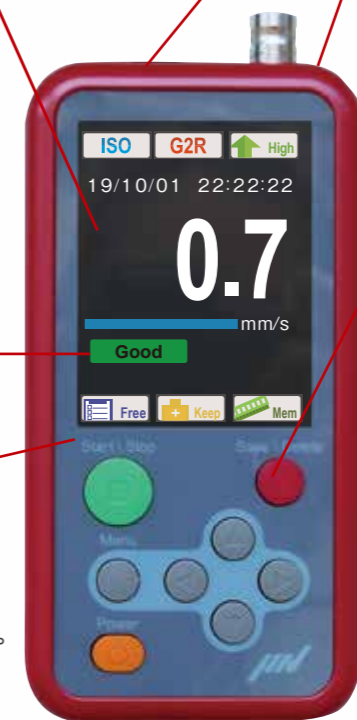 ISO G2R High
19/10/01 22:22:22
0.7
mm/s
Good
Free Keep Mem
Start \ Stop
Menu
Power